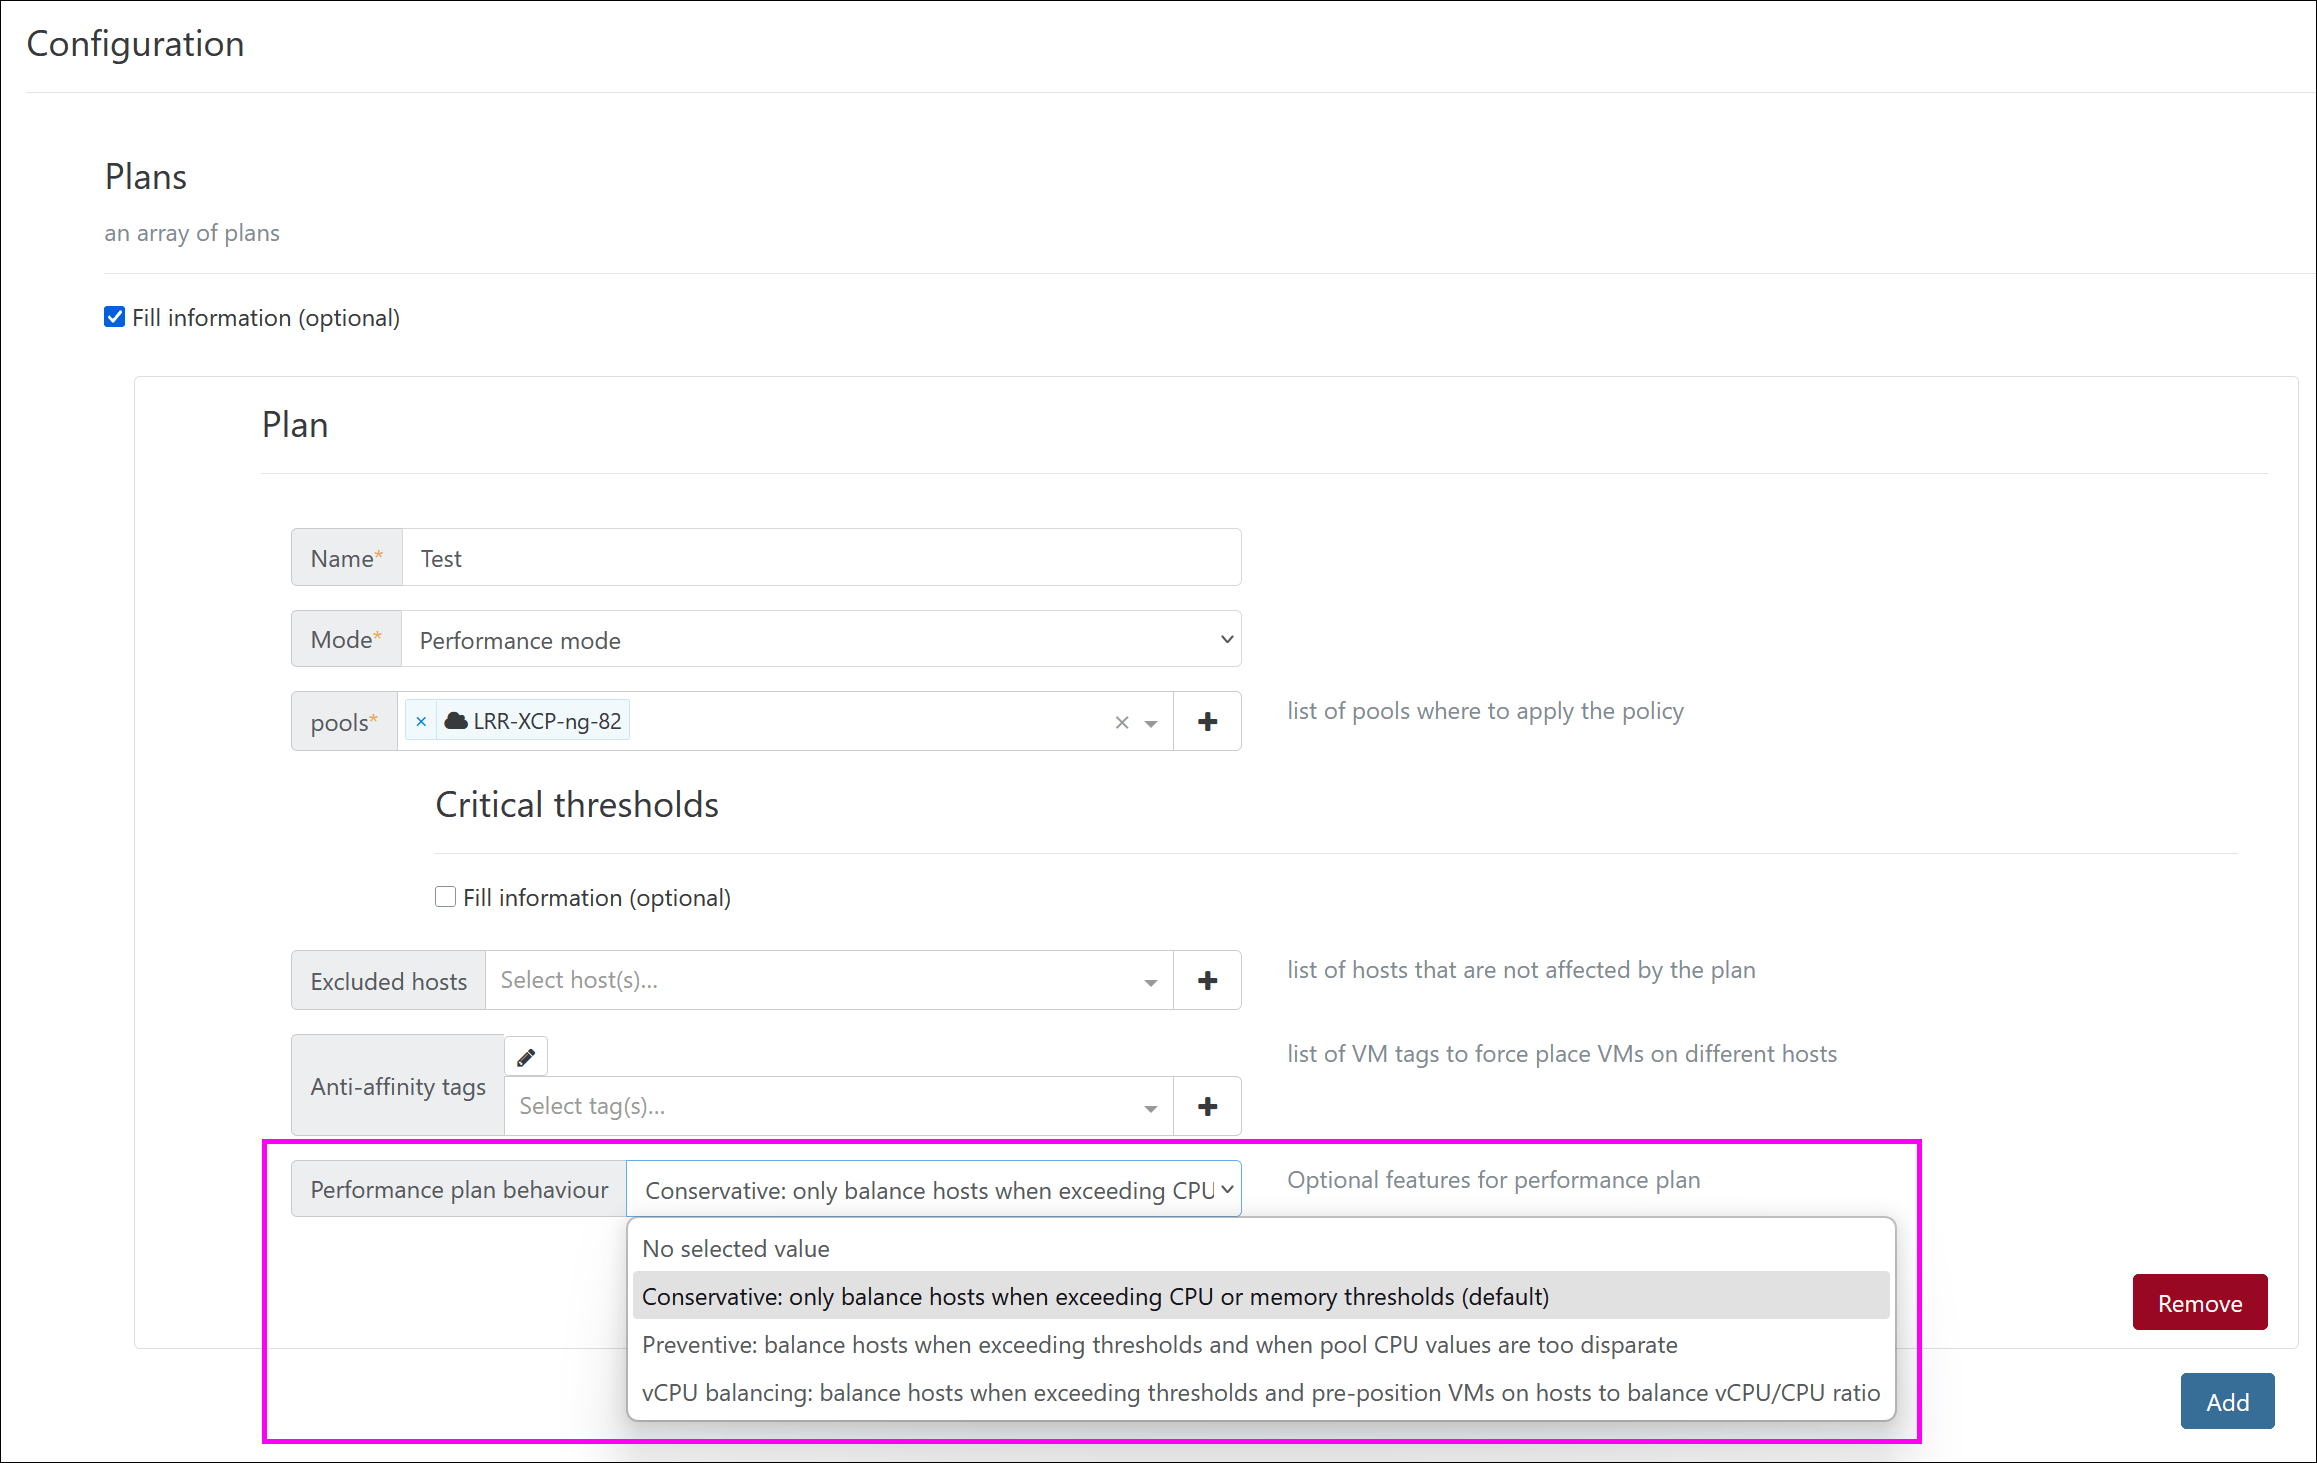 Configuration
Plans
an array of plans
Fill information (optional)
Plan
Name* Test
Mode* Performance mode
pools* × LRR-XCP-ng-82 × +
list of pools where to apply the policy
Critical thresholds
Fill information (optional)
Excluded hosts Select host(s)... +
list of hosts that are not affected by the plan
Anti-affinity tags Select tag(s)... +
list of VM tags to force place VMs on different hosts
Performance plan behaviour Conservative: only balance hosts when exceeding CPU
Optional features for performance plan
No selected value
Conservative: only balance hosts when exceeding CPU or memory thresholds (default)
Preventive: balance hosts when exceeding thresholds and when pool CPU values are too disparate
vCPU balancing: balance hosts when exceeding thresholds and pre-position VMs on hosts to balance vCPU/CPU ratio
Remove
Add